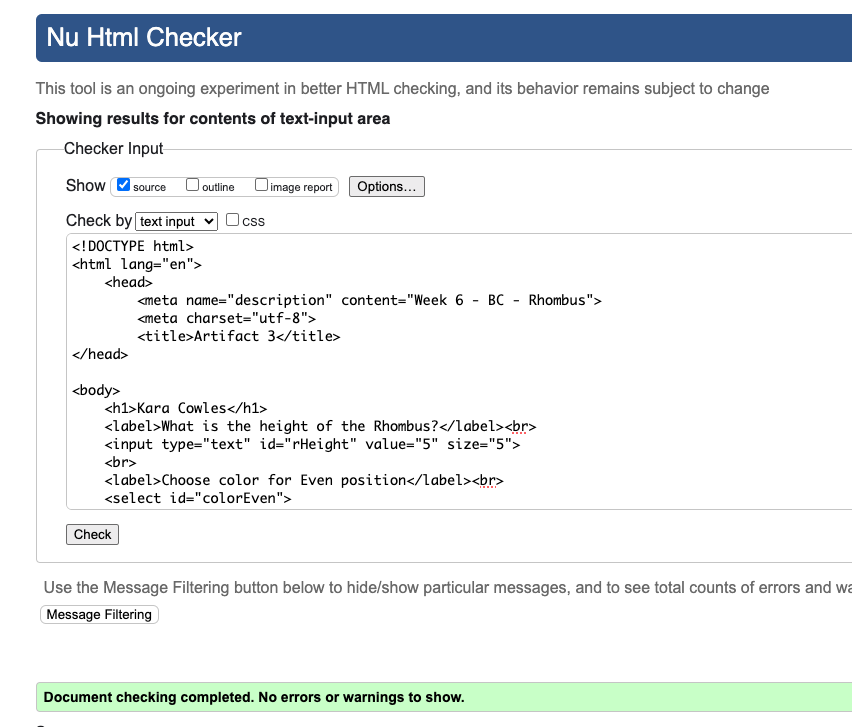 Nu Html Checker
This tool is an ongoing experiment in better HTML checking, and its behavior remains subject to change
Showing results for contents of text-input area
Checker Input
Show source outline image report Options...
Check by text input css
<!DOCTYPE html>
<html lang="en">
    <head>
        <meta name="description" content="Week 6 - BC - Rhombus">
        <meta charset="utf-8">
        <title>Artifact 3</title>
</head>
<body>
    <h1>Kara Cowles</h1>
    <label>What is the height of the Rhombus?</label><br>
    <input type="text" id="rHeight" value="5" size="5">
    <br>
    <label>Choose color for Even position</label><br>
    <select id="colorEven">
Check
Use the Message Filtering button below to hide/show particular messages, and to see total counts of errors and
Message Filtering
Document checking completed. No errors or warnings to show.